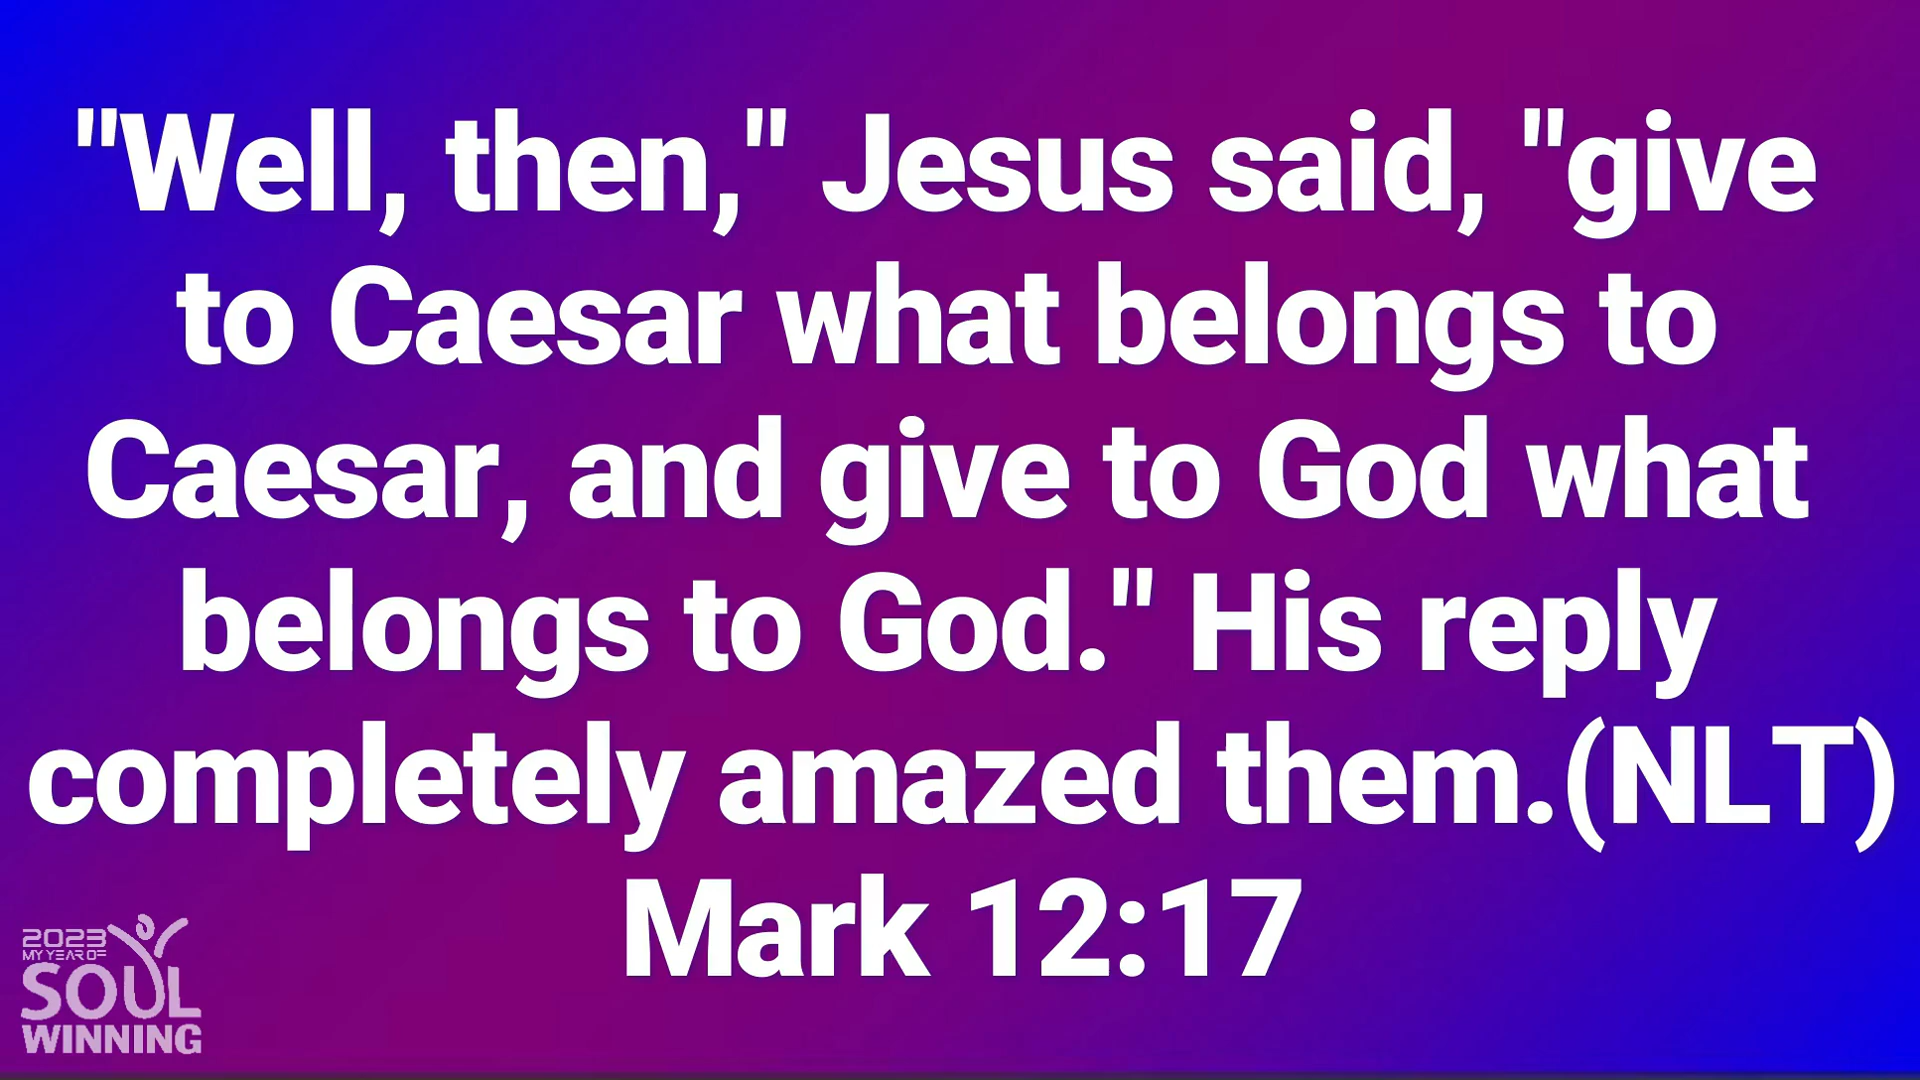 "Well, then," Jesus said, "give
to Caesar what belongs to
Caesar, and give to God what
belongs to God." His reply
completely amazed them.(NLT)
Mark 12:17
2023
MY YEAR OF
SOUL
WINNING